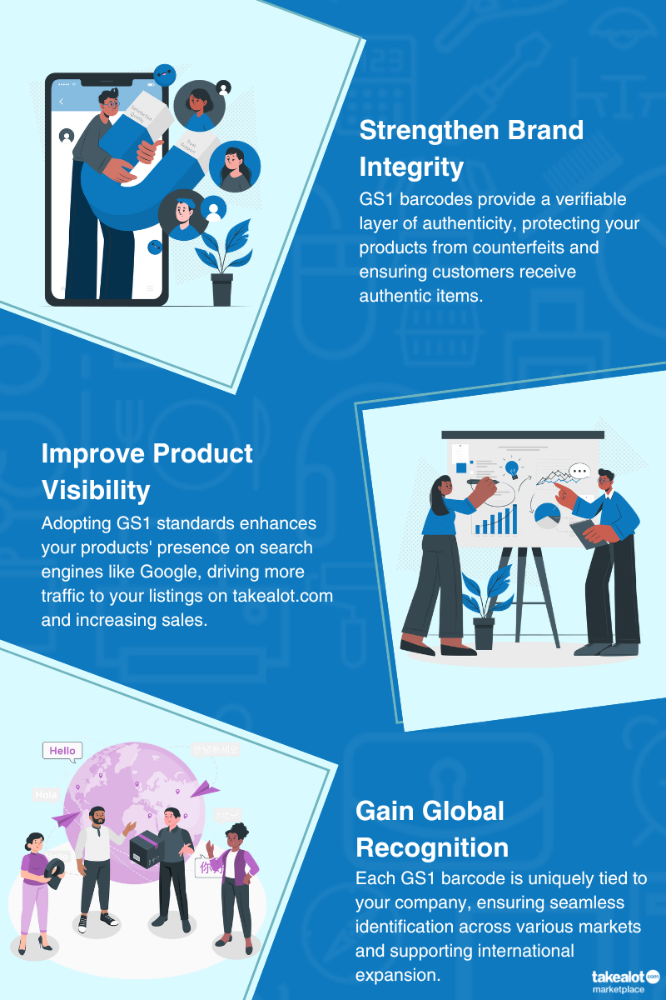 Satisfaction
Quality
Trust
Support
Strengthen Brand
Integrity
GS1 barcodes provide a verifiable
layer of authenticity, protecting your
products from counterfeits and
ensuring customers receive
authentic items.
Improve Product
Visibility
Adopting GS1 standards enhances
your products' presence on search
engines like Google, driving more
traffic to your listings on takealot.com
and increasing sales.
Hello
안녕하세요
Hola
你好
Gain Global
Recognition
Each GS1 barcode is uniquely tied to
your company, ensuring seamless
identification across various markets
and supporting international
expansion.
takealot.com
marketplace